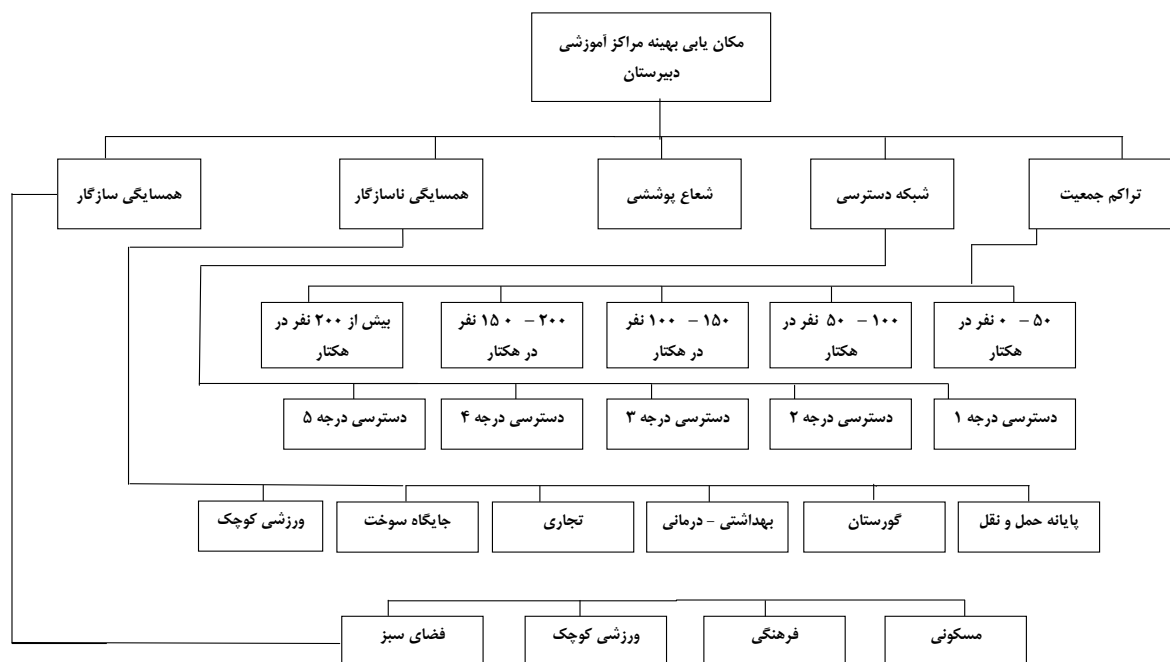 مکان یابی بهینه مراکز آموزشی
دبیرستان
تراکم جمعیت
شبکه دسترسی
شعاع پوششی
همسایگی ناسازگار
همسایگی سازگار
۵۰ – ۰ نفر در
هکتار
۱۰۰ – ۵۰ نفر در
هکتار
۱۵۰ – ۱۰۰ نفر
در هکتار
۲۰۰ – ۱۵۰ نفر
در هکتار
بیش از ۲۰۰ نفر در
هکتار
دسترسی درجه ۱
دسترسی درجه ۲
دسترسی درجه ۳
دسترسی درجه ۴
دسترسی درجه ۵
پایانه حمل و نقل
گورستان
بهداشتی - درمانی
تجاری
جایگاه سوخت
ورزشی کوچک
مسکونی
فرهنگی
ورزشی کوچک
فضای سبز